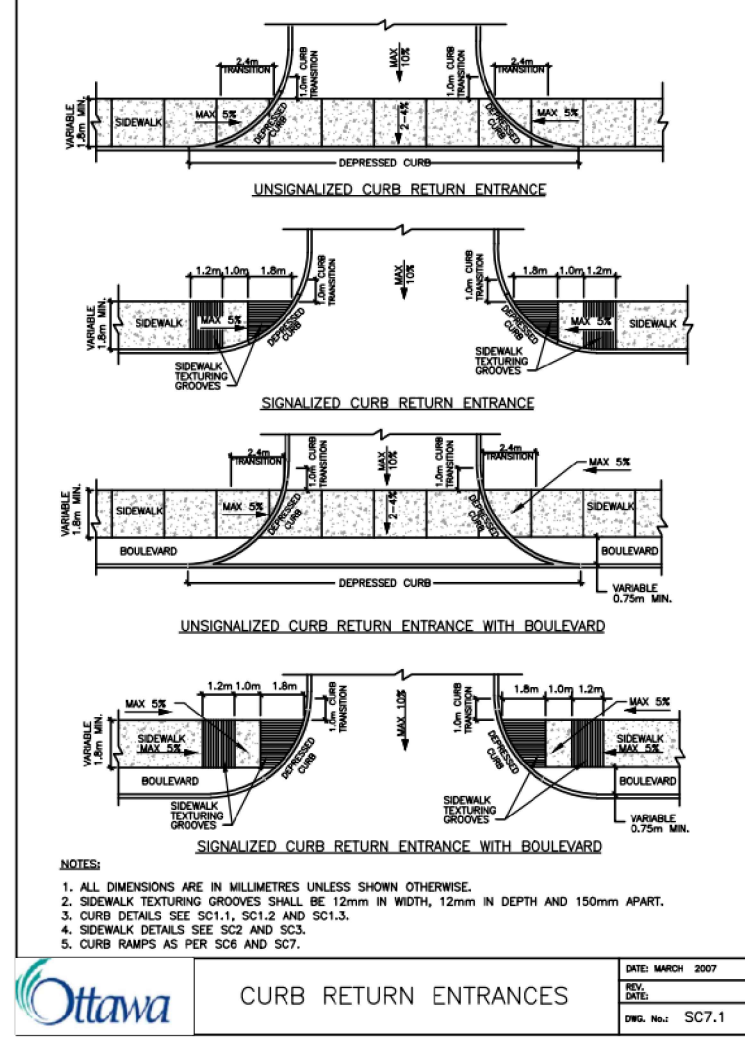 2.4m
TRANSITION
1.0m CURB
TRANSITION
MAX
10%
1.0m CURB
TRANSITION
2.4m
TRANSITION
VARIABLE
1.8m MIN.
SIDEWALK
MAX 5%
DEPRESSED
CURB
2-4%
DEPRESSED
CURB
MAX 5%
SIDEWALK
DEPRESSED CURB
UNSIGNALIZED CURB RETURN ENTRANCE
1.2m 1.0m 1.8m
1.0m CURB
TRANSITION
MAX
10%
1.0m CURB
TRANSITION
1.8m 1.0m 1.2m
VARIABLE
1.8m MIN.
SIDEWALK
MAX 5%
DEPRESSED
CURB
DEPRESSED
CURB
MAX 5%
SIDEWALK
SIDEWALK
TEXTURING
GROOVES
SIDEWALK
TEXTURING
GROOVES
SIGNALIZED CURB RETURN ENTRANCE
2.4m
TRANSITION
1.0m CURB
TRANSITION
MAX
10%
1.0m CURB
TRANSITION
2.4m
TRANSITION
MAX 5%
VARIABLE
1.8m MIN.
SIDEWALK
MAX 5%
DEPRESSED
CURB
2-4%
DEPRESSED
CURB
SIDEWALK
BOULEVARD
BOULEVARD
DEPRESSED CURB
VARIABLE
0.75m MIN.
UNSIGNALIZED CURB RETURN ENTRANCE WITH BOULEVARD
1.2m 1.0m 1.8m
MAX 5%
1.0m CURB
TRANSITION
MAX 10%
1.0m CURB
TRANSITION
1.8m 1.0m 1.2m
MAX 5%
VARIABLE
1.8m MIN.
SIDEWALK
MAX 5%
DEPRESSED
CURB
DEPRESSED
CURB
SIDEWALK
MAX 5%
BOULEVARD
BOULEVARD
SIDEWALK
TEXTURING
GROOVES
SIDEWALK
TEXTURING
GROOVES
VARIABLE
0.75m MIN.
SIGNALIZED CURB RETURN ENTRANCE WITH BOULEVARD
NOTES:
1. ALL DIMENSIONS ARE IN MILLIMETRES UNLESS SHOWN OTHERWISE.
2. SIDEWALK TEXTURING GROOVES SHALL BE 12mm IN WIDTH, 12mm IN DEPTH AND 150mm APART.
3. CURB DETAILS SEE SC1.1, SC1.2 AND SC1.3.
4. SIDEWALK DETAILS SEE SC2 AND SC3.
5. CURB RAMPS AS PER SC6 AND SC7.
Ottawa
CURB RETURN ENTRANCES
DATE: MARCH 2007
REV.
DATE:
DWG. No.: SC7.1